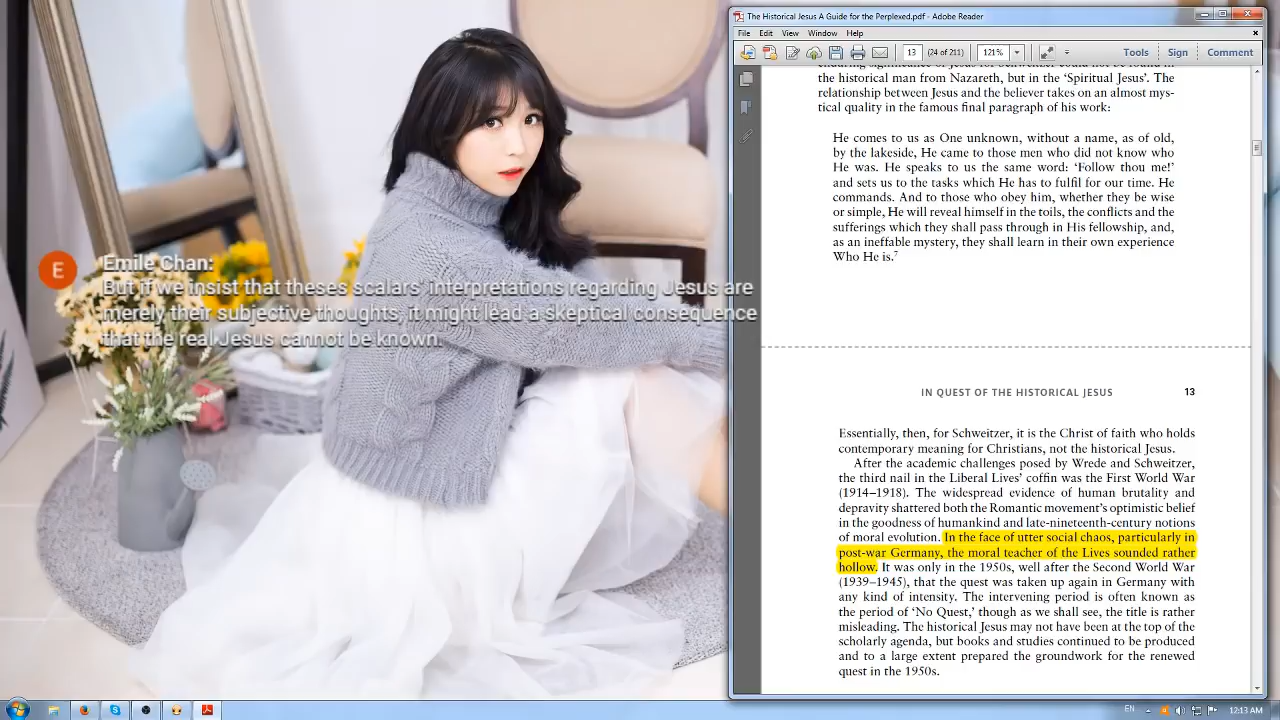 Emile Chan:
But if we insist that theses scalars' interpretations regarding Jesus are
merely their subjective thoughts, it might lead a skeptical consequence
that the real Jesus cannot be known.
The Historical Jesus A Guide for the Perplexed.pdf - Adobe Reader
File Edit View Window Help
13 (24 of 211) 121% Tools Sign Comment
the historical man from Nazareth, but in the 'Spiritual Jesus'. The
relationship between Jesus and the believer takes on an almost mys-
tical quality in the famous final paragraph of his work:
He comes to us as One unknown, without a name, as of old,
by the lakeside, He came to those men who did not know who
He was. He speaks to us the same word: 'Follow thou me!'
and sets us to the tasks which He has to fulfil for our time. He
commands. And to those who obey him, whether they be wise
or simple, He will reveal himself in the toils, the conflicts and the
sufferings which they shall pass through in His fellowship, and,
as an ineffable mystery, they shall learn in their own experience
Who He is.7
IN QUEST OF THE HISTORICAL JESUS 13
Essentially, then, for Schweitzer, it is the Christ of faith who holds
contemporary meaning for Christians, not the historical Jesus.
After the academic challenges posed by Wrede and Schweitzer,
the third nail in the Liberal Lives' coffin was the First World War
(1914–1918). The widespread evidence of human brutality and
depravity shattered both the Romantic movement's optimistic belief
in the goodness of humankind and late-nineteenth-century notions
of moral evolution. In the face of utter social chaos, particularly in
post-war Germany, the moral teacher of the Lives sounded rather
hollow. It was only in the 1950s, well after the Second World War
(1939–1945), that the quest was taken up again in Germany with
any kind of intensity. The intervening period is often known as
the period of 'No Quest,' though as we shall see, the title is rather
misleading. The historical Jesus may not have been at the top of the
scholarly agenda, but books and studies continued to be produced
and to a large extent prepared the groundwork for the renewed
quest in the 1950s.
E
EN 12:13 AM